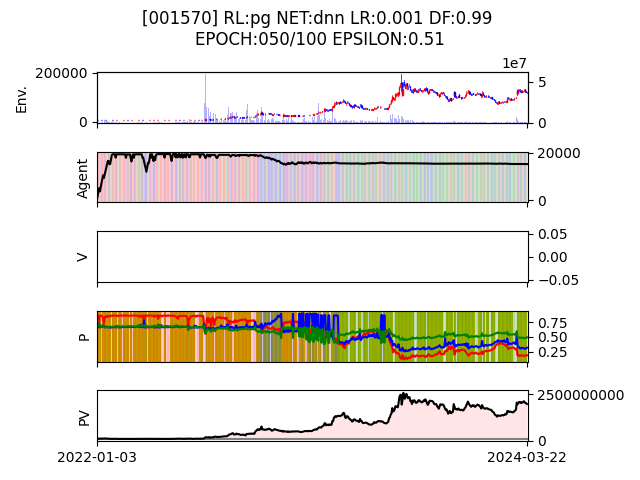 [001570] RL:pg NET:dnn LR:0.001 DF:0.99
EPOCH:050/100 EPSILON:0.51
1e7
Env.
200000
0
5
0
Agent
20000
0
V
0.05
0.00
−0.05
P
0.75
0.50
0.25
PV
2500000000
0
2022-01-03
2024-03-22